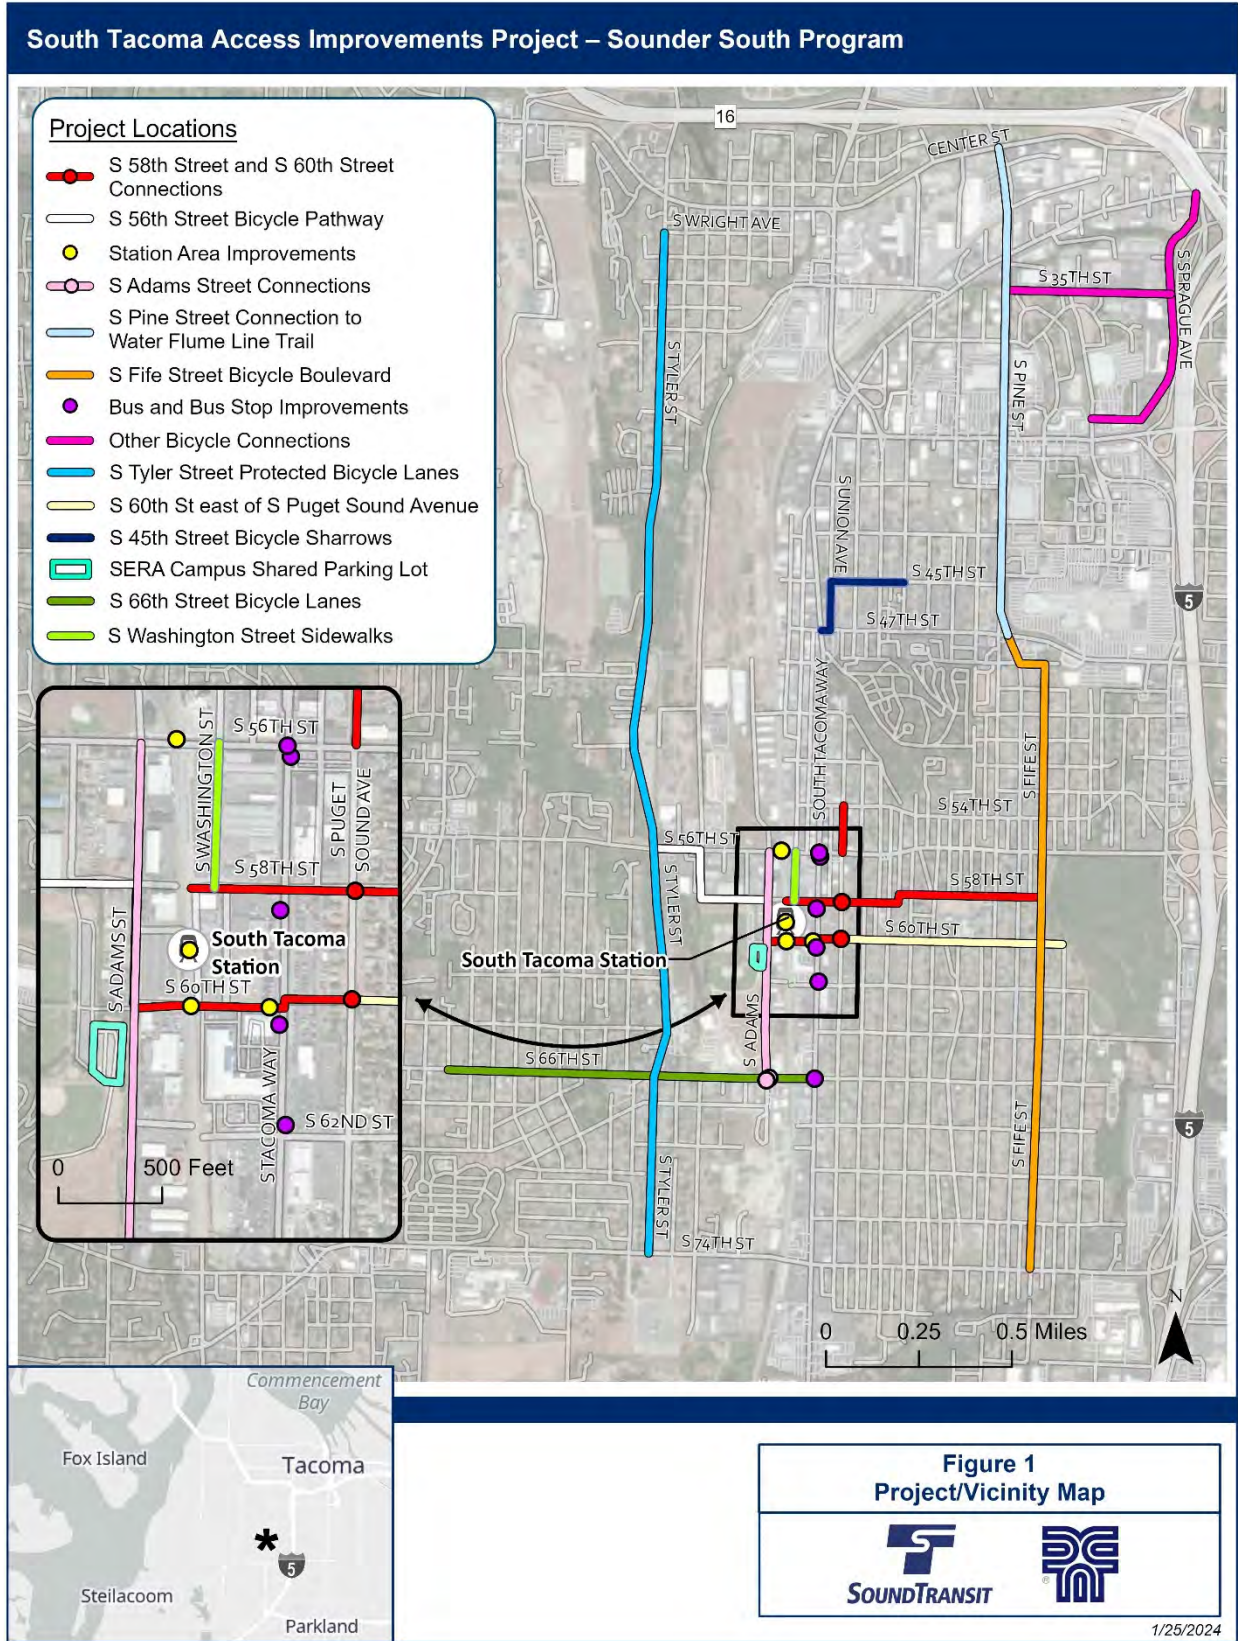 South Tacoma Access Improvements Project – Sounder South Program
Project Locations
S 58th Street and S 60th Street
Connections
S 56th Street Bicycle Pathway
Station Area Improvements
S Adams Street Connections
S Pine Street Connection to
Water Flume Line Trail
S Fife Street Bicycle Boulevard
Bus and Bus Stop Improvements
Other Bicycle Connections
S Tyler Street Protected Bicycle Lanes
S 60th St east of S Puget Sound Avenue
S 45th Street Bicycle Sharrows
SERA Campus Shared Parking Lot
S 66th Street Bicycle Lanes
S Washington Street Sidewalks
16
CENTER ST
S WRIGHT AVE
S 35TH ST
S SPRAGUE AVE
S TYLER ST
S PINE ST
S UNION AVE
S 45TH ST
S 47TH ST
5
SOUTH TACOMA WAY
S FIFE ST
S 54TH ST
S 56TH ST
S 58TH ST
S TYLER ST
S 60TH ST
South Tacoma Station
S ADAMS
S 66TH ST
S FIFE ST
5
S TYLER ST
S 74TH ST
N
0 0.25 0.5 Miles
S 56TH ST
S WASHINGTON ST
S PUGET
SOUND AVE
S 58TH ST
S ADAMS ST
South Tacoma
Station
S 60TH ST
S TACOMA WAY
S 62ND ST
0 500 Feet
Commencement
Bay
Fox Island
Tacoma
*
5
Steilacoom
Parkland
Figure 1
Project/Vicinity Map
SOUNDTRANSIT
®
1/25/2024